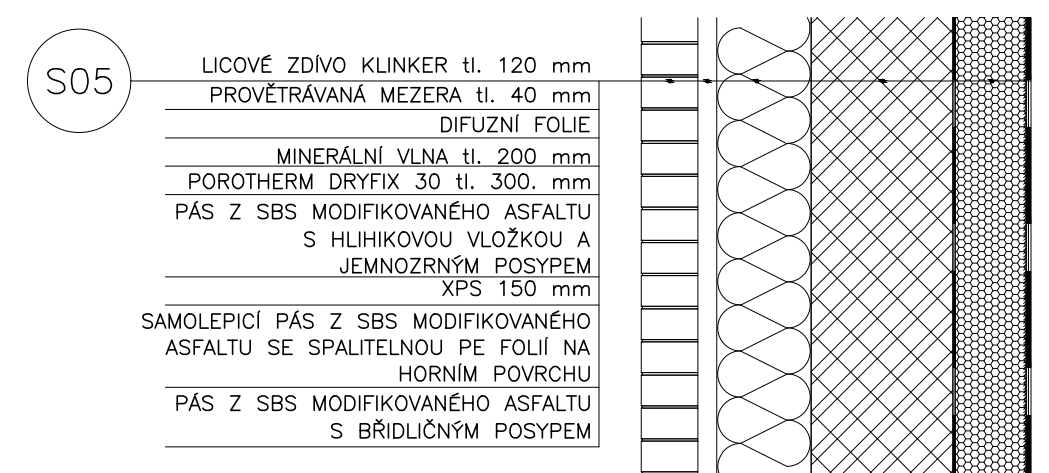 S05
LICOVÉ ZDÍVO KLINKER tl. 120 mm
PROVĚTRÁVANÁ MEZERA tl. 40 mm
DIFUZNÍ FOLIE
MINERÁLNÍ VLNA tl. 200 mm
POROTHERM DRYFIX 30 tl. 300. mm
PÁS Z SBS MODIFIKOVANÉHO ASFALTU
S HLIHIKOVOU VLOŽKOU A
JEMNOZRNÝM POSYPEM
XPS 150 mm
SAMOLEPICÍ PÁS Z SBS MODIFIKOVANÉHO
ASFALTU SE SPALITELNOU PE FOLIÍ NA
HORNÍM POVRCHU
PÁS Z SBS MODIFIKOVANÉHO ASFALTU
S BŘIDLIČNÝM POSYPEM